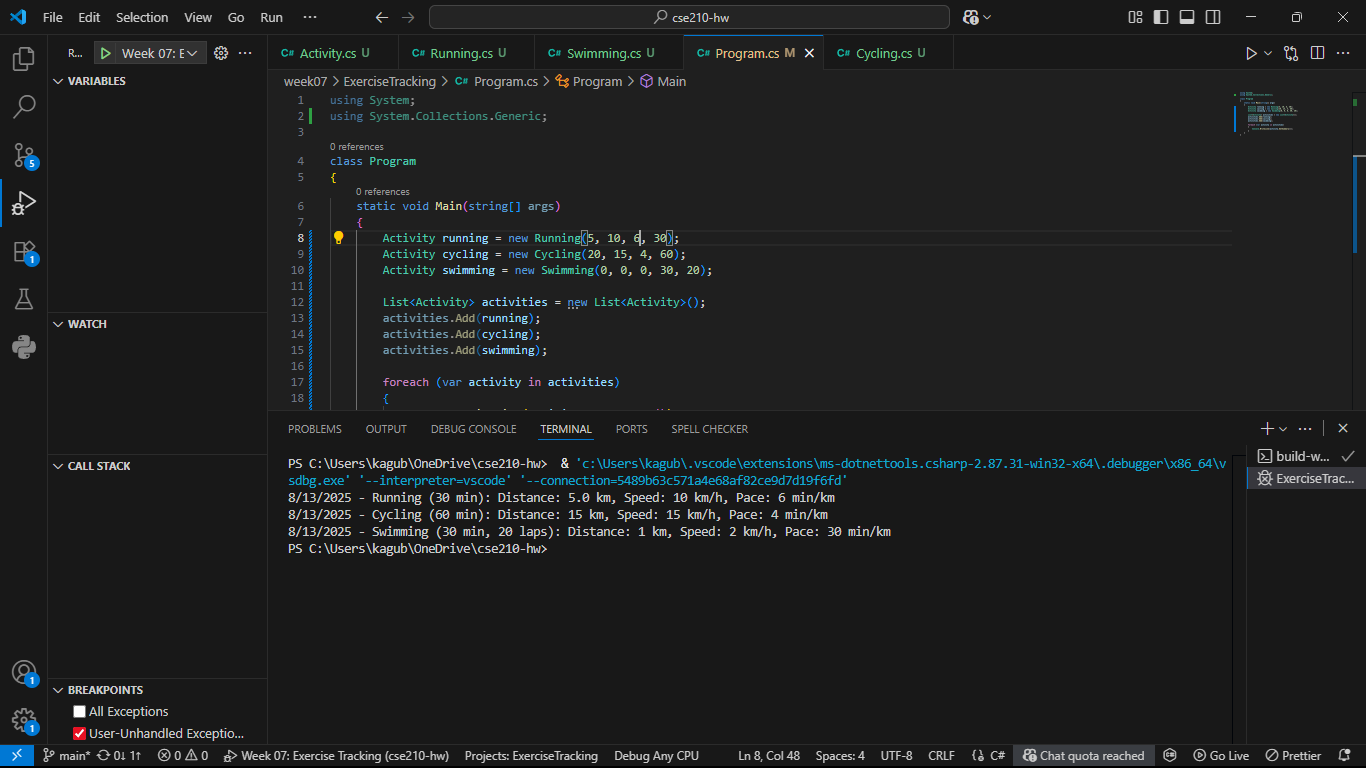 File Edit Selection View Go Run ··· cse210-hw
R... Week 07: E ···
Activity.cs U Running.cs U Swimming.cs U Program.cs M Cycling.cs U
week07 > ExerciseTracking > Program.cs > Program > Main
VARIABLES
WATCH
CALL STACK
BREAKPOINTS
All Exceptions
User-Unhandled Exceptio...
5
1
1
1
1 using System;
2 using System.Collections.Generic;
3
0 references
4 class Program
5 {
0 references
6 static void Main(string[] args)
7 {
8 Activity running = new Running(5, 10, 6, 30);
9 Activity cycling = new Cycling(20, 15, 4, 60);
10 Activity swimming = new Swimming(0, 0, 0, 30, 20);
11
12 List<Activity> activities = new List<Activity>();
13 activities.Add(running);
14 activities.Add(cycling);
15 activities.Add(swimming);
16
17 foreach (var activity in activities)
18 {
PROBLEMS OUTPUT DEBUG CONSOLE TERMINAL PORTS SPELL CHECKER
PS C:\Users\kagub\OneDrive\cse210-hw> & 'c:\Users\kagub\.vscode\extensions\ms-dotnettools.csharp-2.87.31-win32-x64\.debugger\x86_64\v
sdbg.exe' '--interpreter=vscode' '--connection=5489b63c571a4e68af82ce9d7d19f6fd'
8/13/2025 - Running (30 min): Distance: 5.0 km, Speed: 10 km/h, Pace: 6 min/km
8/13/2025 - Cycling (60 min): Distance: 15 km, Speed: 15 km/h, Pace: 4 min/km
8/13/2025 - Swimming (30 min, 20 laps): Distance: 1 km, Speed: 2 km/h, Pace: 30 min/km
PS C:\Users\kagub\OneDrive\cse210-hw>
build-w...
ExerciseTrac...
main* 0↓ 1↑ 0 0 Week 07: Exercise Tracking (cse210-hw) Projects: ExerciseTracking Debug Any CPU Ln 8, Col 48 Spaces: 4 UTF-8 CRLF {} C# Chat quota reached Go Live Prettier